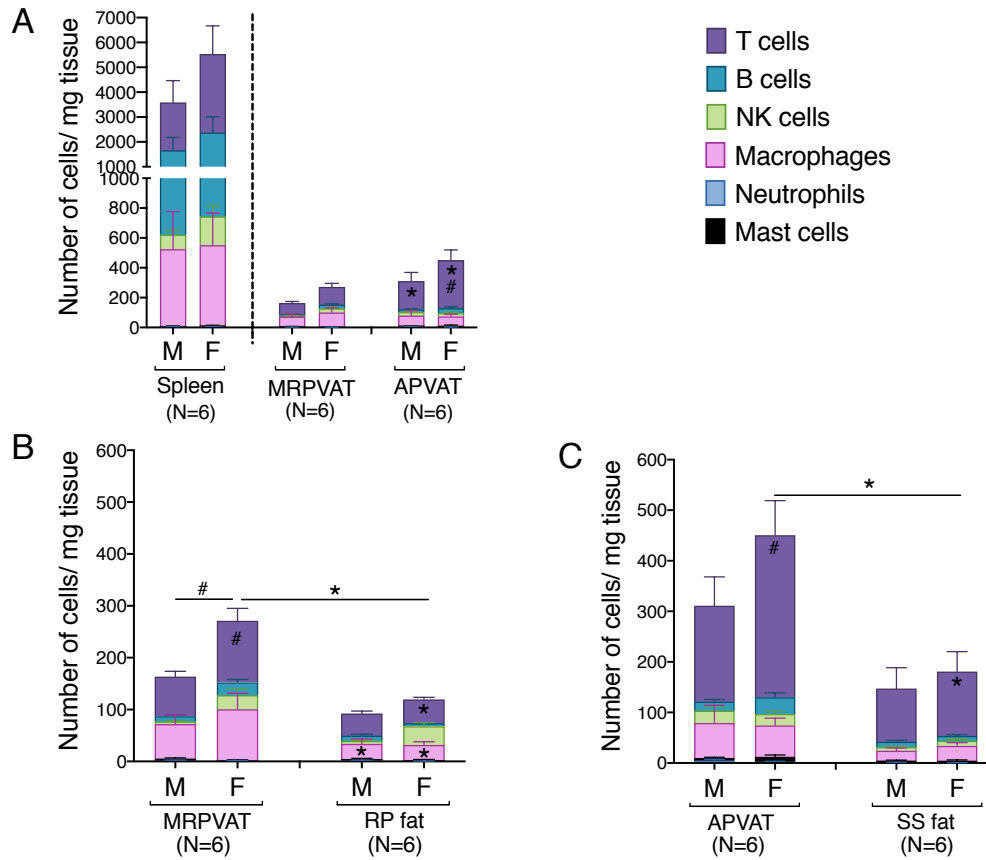 A
Number of cells/ mg tissue
7000
6000
5000
4000
3000
2000
1000
1000
800
600
400
200
0
*
*
#
M F M F M F
Spleen MRPVAT APVAT
(N=6) (N=6) (N=6)
T cells
B cells
NK cells
Macrophages
Neutrophils
Mast cells
B
Number of cells/ mg tissue
600
500
400
300
200
100
0
# *
#
*
* *
M F M F
MRPVAT RP fat
(N=6) (N=6)
C
Number of cells/ mg tissue
600
500
400
300
200
100
0
*
#
*
M F M F
APVAT SS fat
(N=6) (N=6)